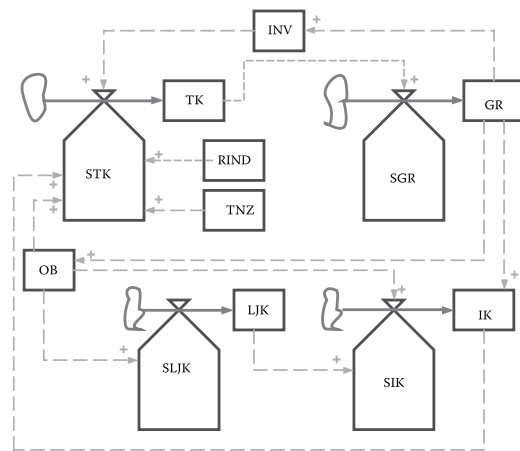 INV
+
+
+
+
TK
GR
STK
+
RIND
SGR
+
+
+
TNZ
OB
+
+
+
LJK
IK
+
+
SLJK
SIK